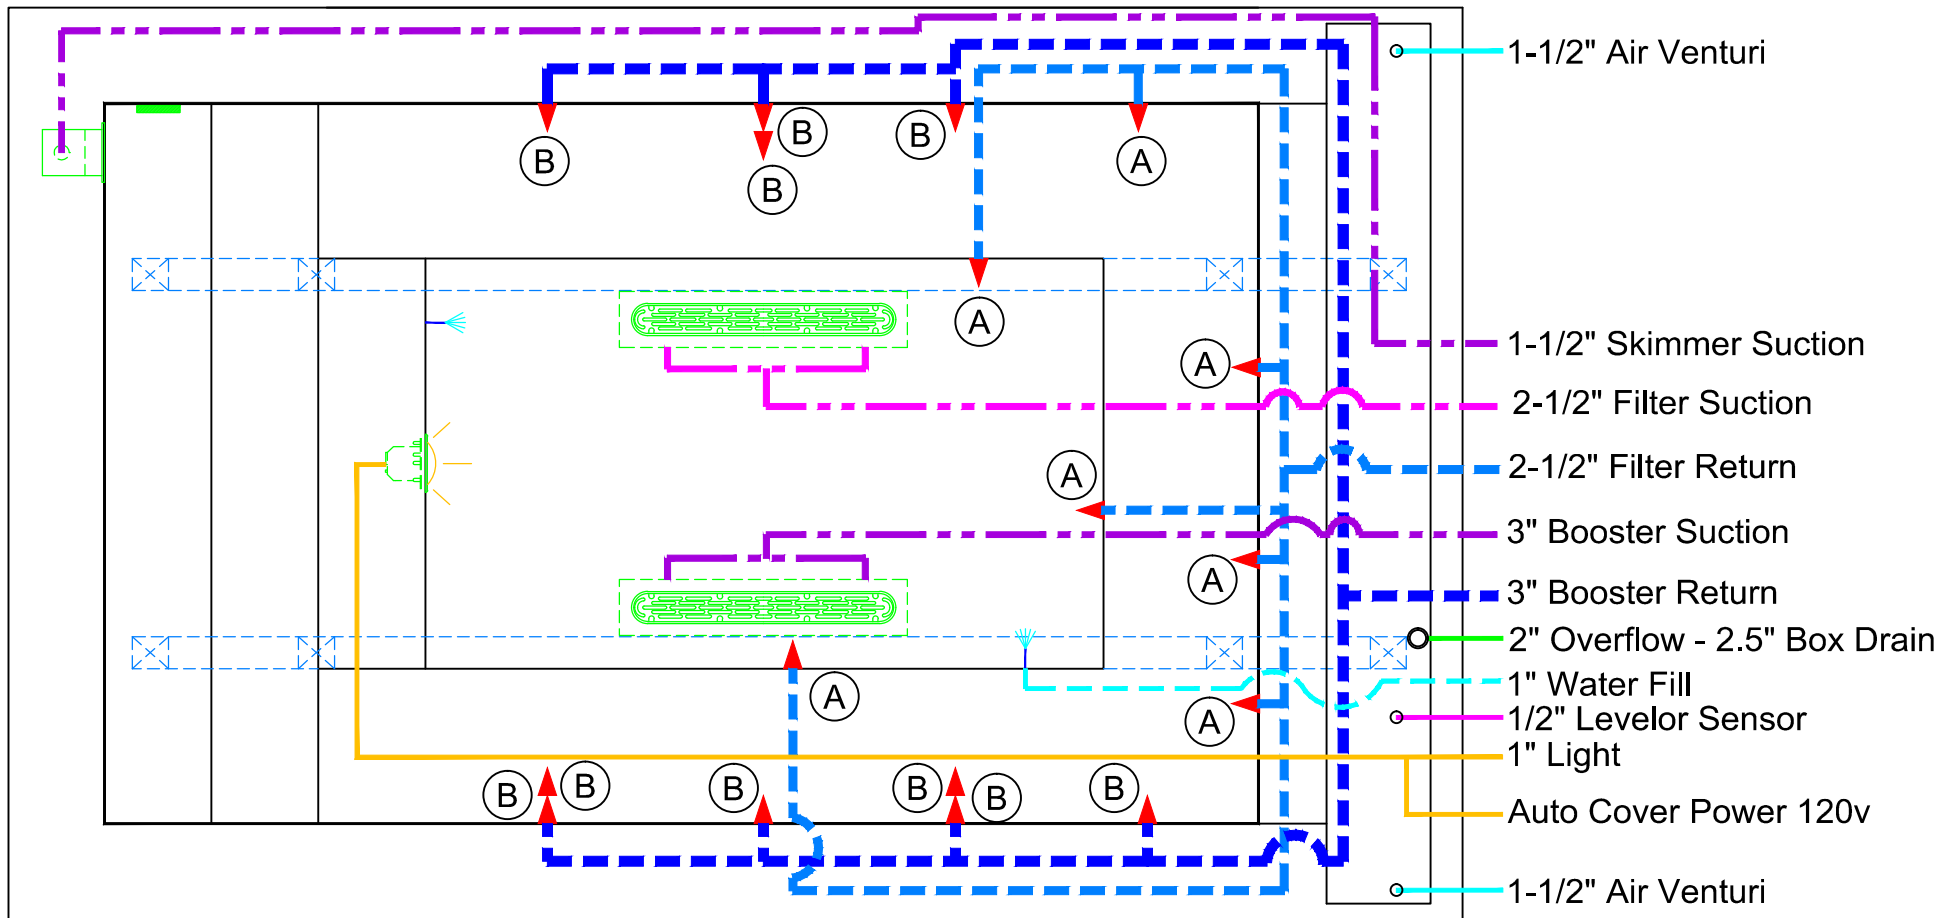 1-1/2" Air Venturi
B
B
A
B
B
A
1-1/2" Skimmer Suction
A
2-1/2" Filter Suction
A
2-1/2" Filter Return
3" Booster Suction
A
3" Booster Return
2" Overflow - 2.5" Box Drain
1" Water Fill
A
1/2" Levelor Sensor
A
1" Light
B
B
B
B
B
B
Auto Cover Power 120v
1-1/2" Air Venturi